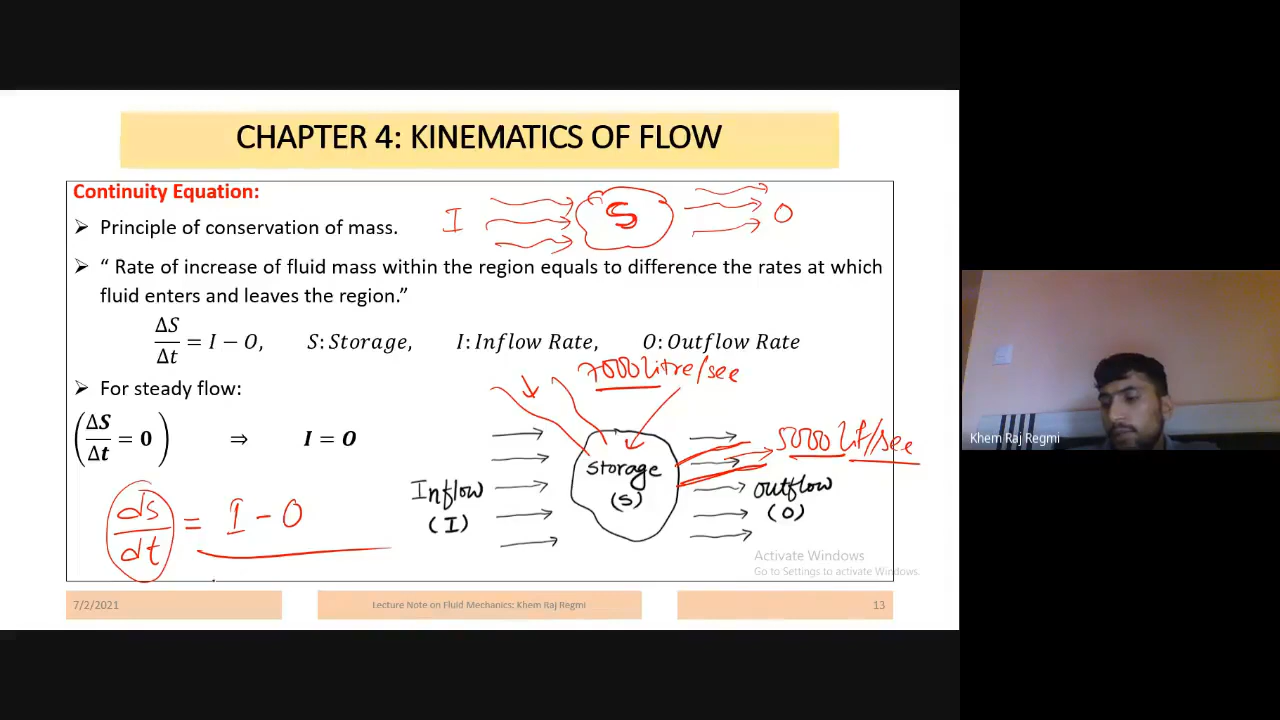 CHAPTER 4: KINEMATICS OF FLOW
Continuity Equation:
I S O
➢ Principle of conservation of mass.
➢ “ Rate of increase of fluid mass within the region equals to difference the rates at which
fluid enters and leaves the region.”
ΔS/Δt = I − O, S: Storage, I: Inflow Rate, O: Outflow Rate
7000 litre/sec
➢ For steady flow:
(ΔS/Δt = 0) ⇒ I = O
5000 lit/sec
Storage
(S)
Inflow
(I)
Outflow
(O)
ds/dt = I − O
Activate Windows
Go to Settings to activate Windows.
7/2/2021
Lecture Note on Fluid Mechanics: Khem Raj Regmi
13
Khem Raj Regmi